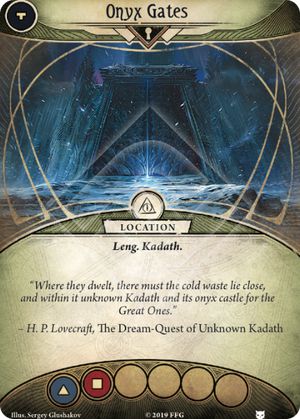 Onyx Gates
LOCATION
Leng. Kadath.
“Where they dwelt, there must the cold waste lie close,
and within it unknown Kadath and its onyx castle for the
Great Ones.”
– H. P. Lovecraft, The Dream-Quest of Unknown Kadath
Illus. Sergey Glushakov
© 2019 FFG